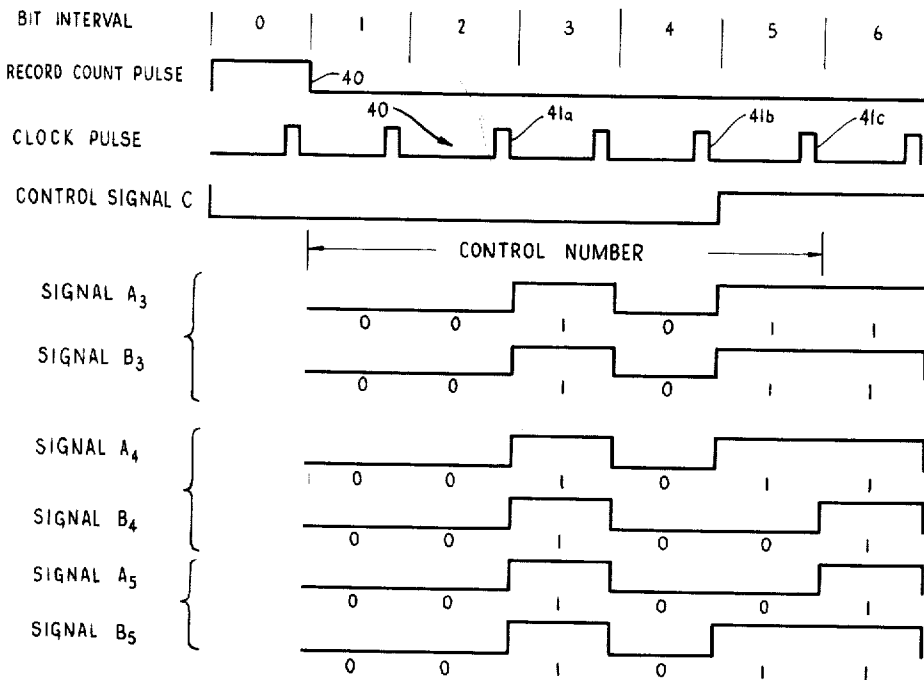 BIT INTERVAL 0 1 2 3 4 5 6
RECORD COUNT PULSE 40
40 41a 41b 41c
CLOCK PULSE
CONTROL SIGNAL C
CONTROL NUMBER
SIGNAL A3
0 0 1 0 1 1
SIGNAL B3
0 0 1 0 1 1
SIGNAL A4
0 0 1 0 1 1
SIGNAL B4
0 0 1 0 0 1
SIGNAL A5
0 0 1 0 0 1
SIGNAL B5
0 0 1 0 1 1